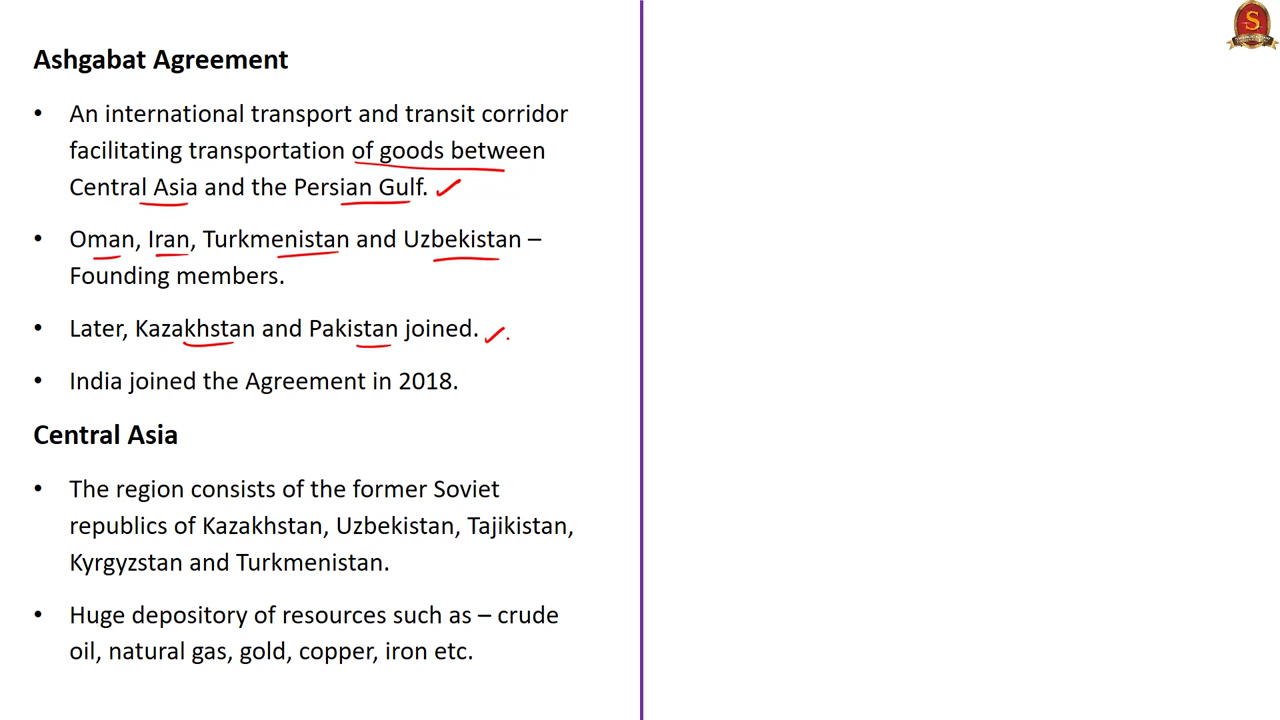 Ashgabat Agreement
• An international transport and transit corridor
facilitating transportation of goods between
Central Asia and the Persian Gulf.
• Oman, Iran, Turkmenistan and Uzbekistan –
Founding members.
• Later, Kazakhstan and Pakistan joined.
• India joined the Agreement in 2018.
Central Asia
• The region consists of the former Soviet
republics of Kazakhstan, Uzbekistan, Tajikistan,
Kyrgyzstan and Turkmenistan.
• Huge depository of resources such as – crude
oil, natural gas, gold, copper, iron etc.
S